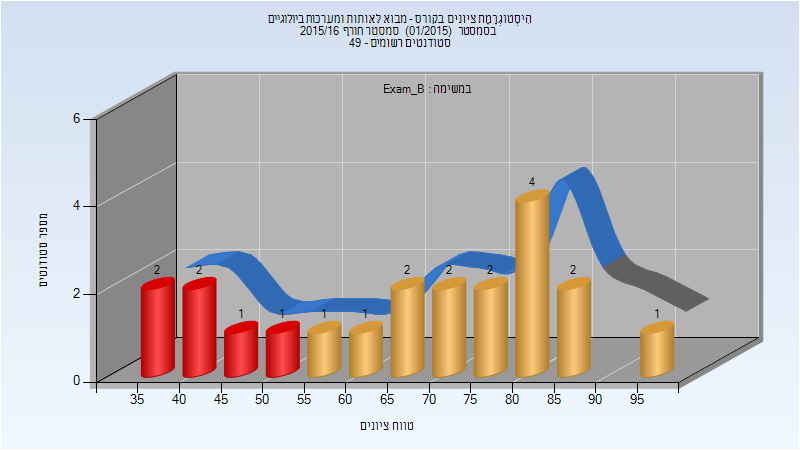 היסטוגרמת ציונים בקורס - מבוא לאותות ומערכות ביולוגיים
בסמסטר (01/2015) סמסטר חורף 2015/16
סטודנטים רשומים - 49
במשימה : Exam_B
מספר סטודנטים
6
4
2
0
2 2 1 1 1 1 2 2 2 4 2 1
35 40 45 50 55 60 65 70 75 80 85 90 95
טווח ציונים